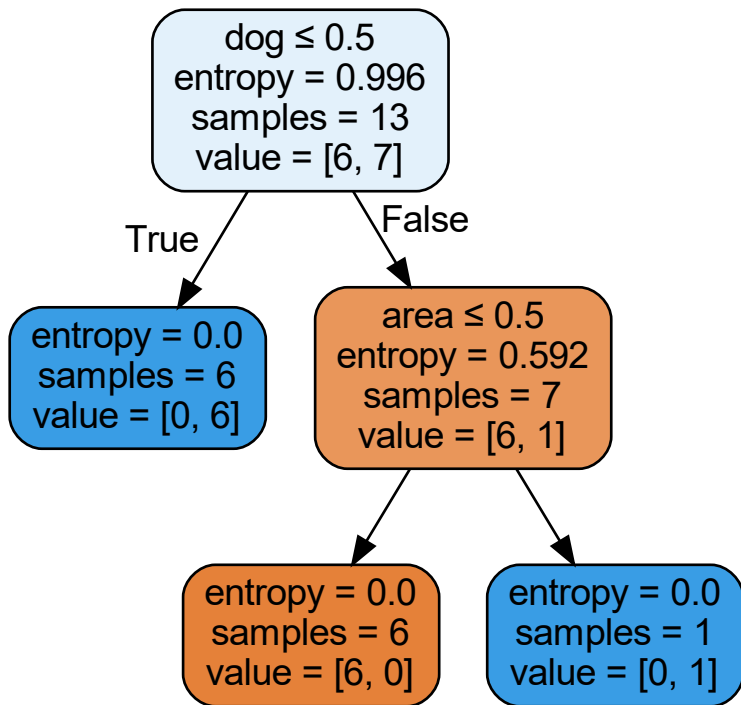 dog ≤ 0.5
entropy = 0.996
samples = 13
value = [6, 7]
True
False
entropy = 0.0
samples = 6
value = [0, 6]
area ≤ 0.5
entropy = 0.592
samples = 7
value = [6, 1]
entropy = 0.0
samples = 6
value = [6, 0]
entropy = 0.0
samples = 1
value = [0, 1]